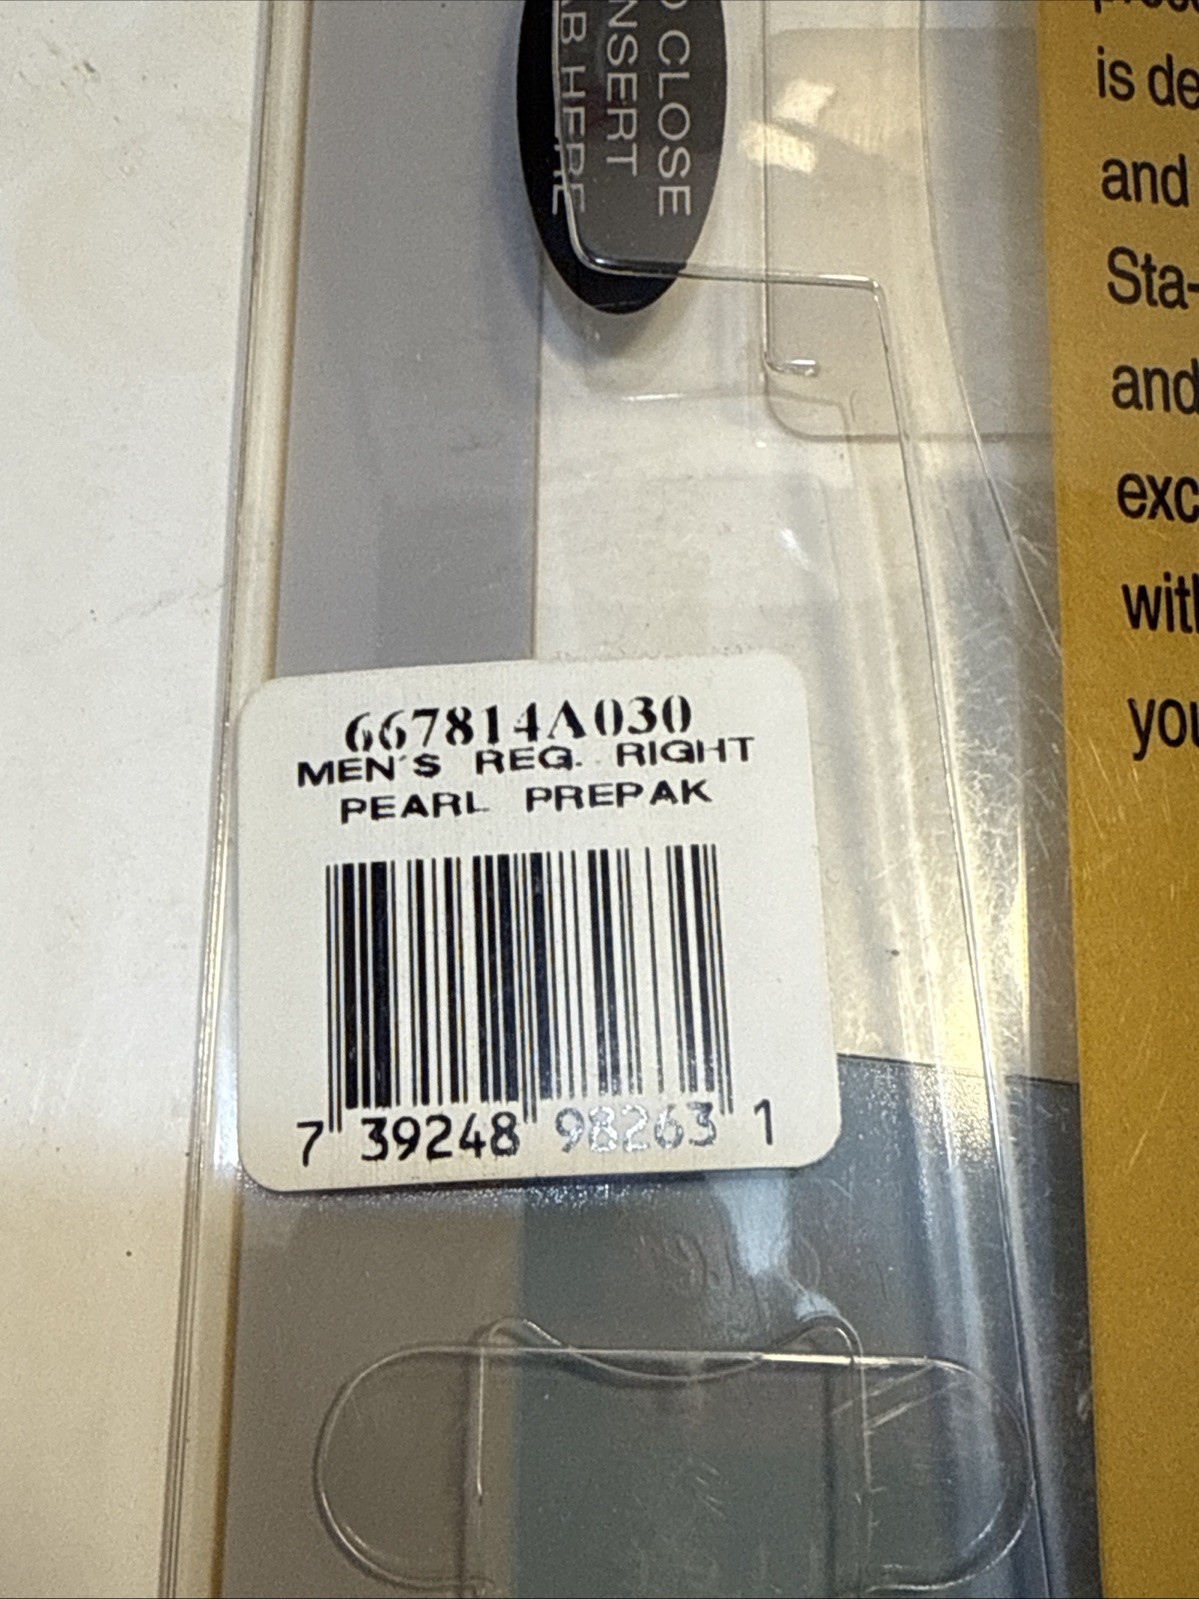 CLOSE
INSERT
AB HERE
is de
and
Sta-
and
exc
with
you
667814A030
MEN'S REG. RIGHT
PEARL PREPAK
7 39248 98263 1